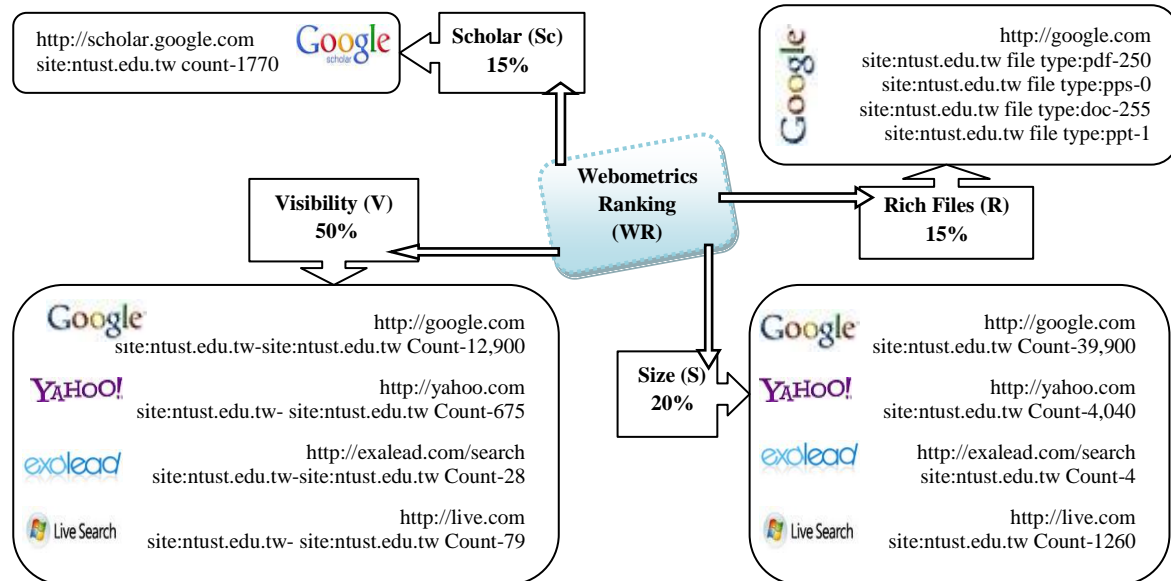 http://scholar.google.com
site:ntust.edu.tw count-1770
Google
scholar
Scholar (Sc)
15%
Google
http://google.com
site:ntust.edu.tw file type:pdf-250
site:ntust.edu.tw file type:pps-0
site:ntust.edu.tw file type:doc-255
site:ntust.edu.tw file type:ppt-1
Webometrics
Ranking
(WR)
Visibility (V)
50%
Rich Files (R)
15%
Google
http://google.com
site:ntust.edu.tw-site:ntust.edu.tw Count-12,900
YAHOO!
http://yahoo.com
site:ntust.edu.tw- site:ntust.edu.tw Count-675
exalead
http://exalead.com/search
site:ntust.edu.tw-site:ntust.edu.tw Count-28
Live Search
http://live.com
site:ntust.edu.tw- site:ntust.edu.tw Count-79
Size (S)
20%
Google
http://google.com
site:ntust.edu.tw Count-39,900
YAHOO!
http://yahoo.com
site:ntust.edu.tw Count-4,040
exalead
http://exalead.com/search
site:ntust.edu.tw Count-4
Live Search
http://live.com
site:ntust.edu.tw Count-1260